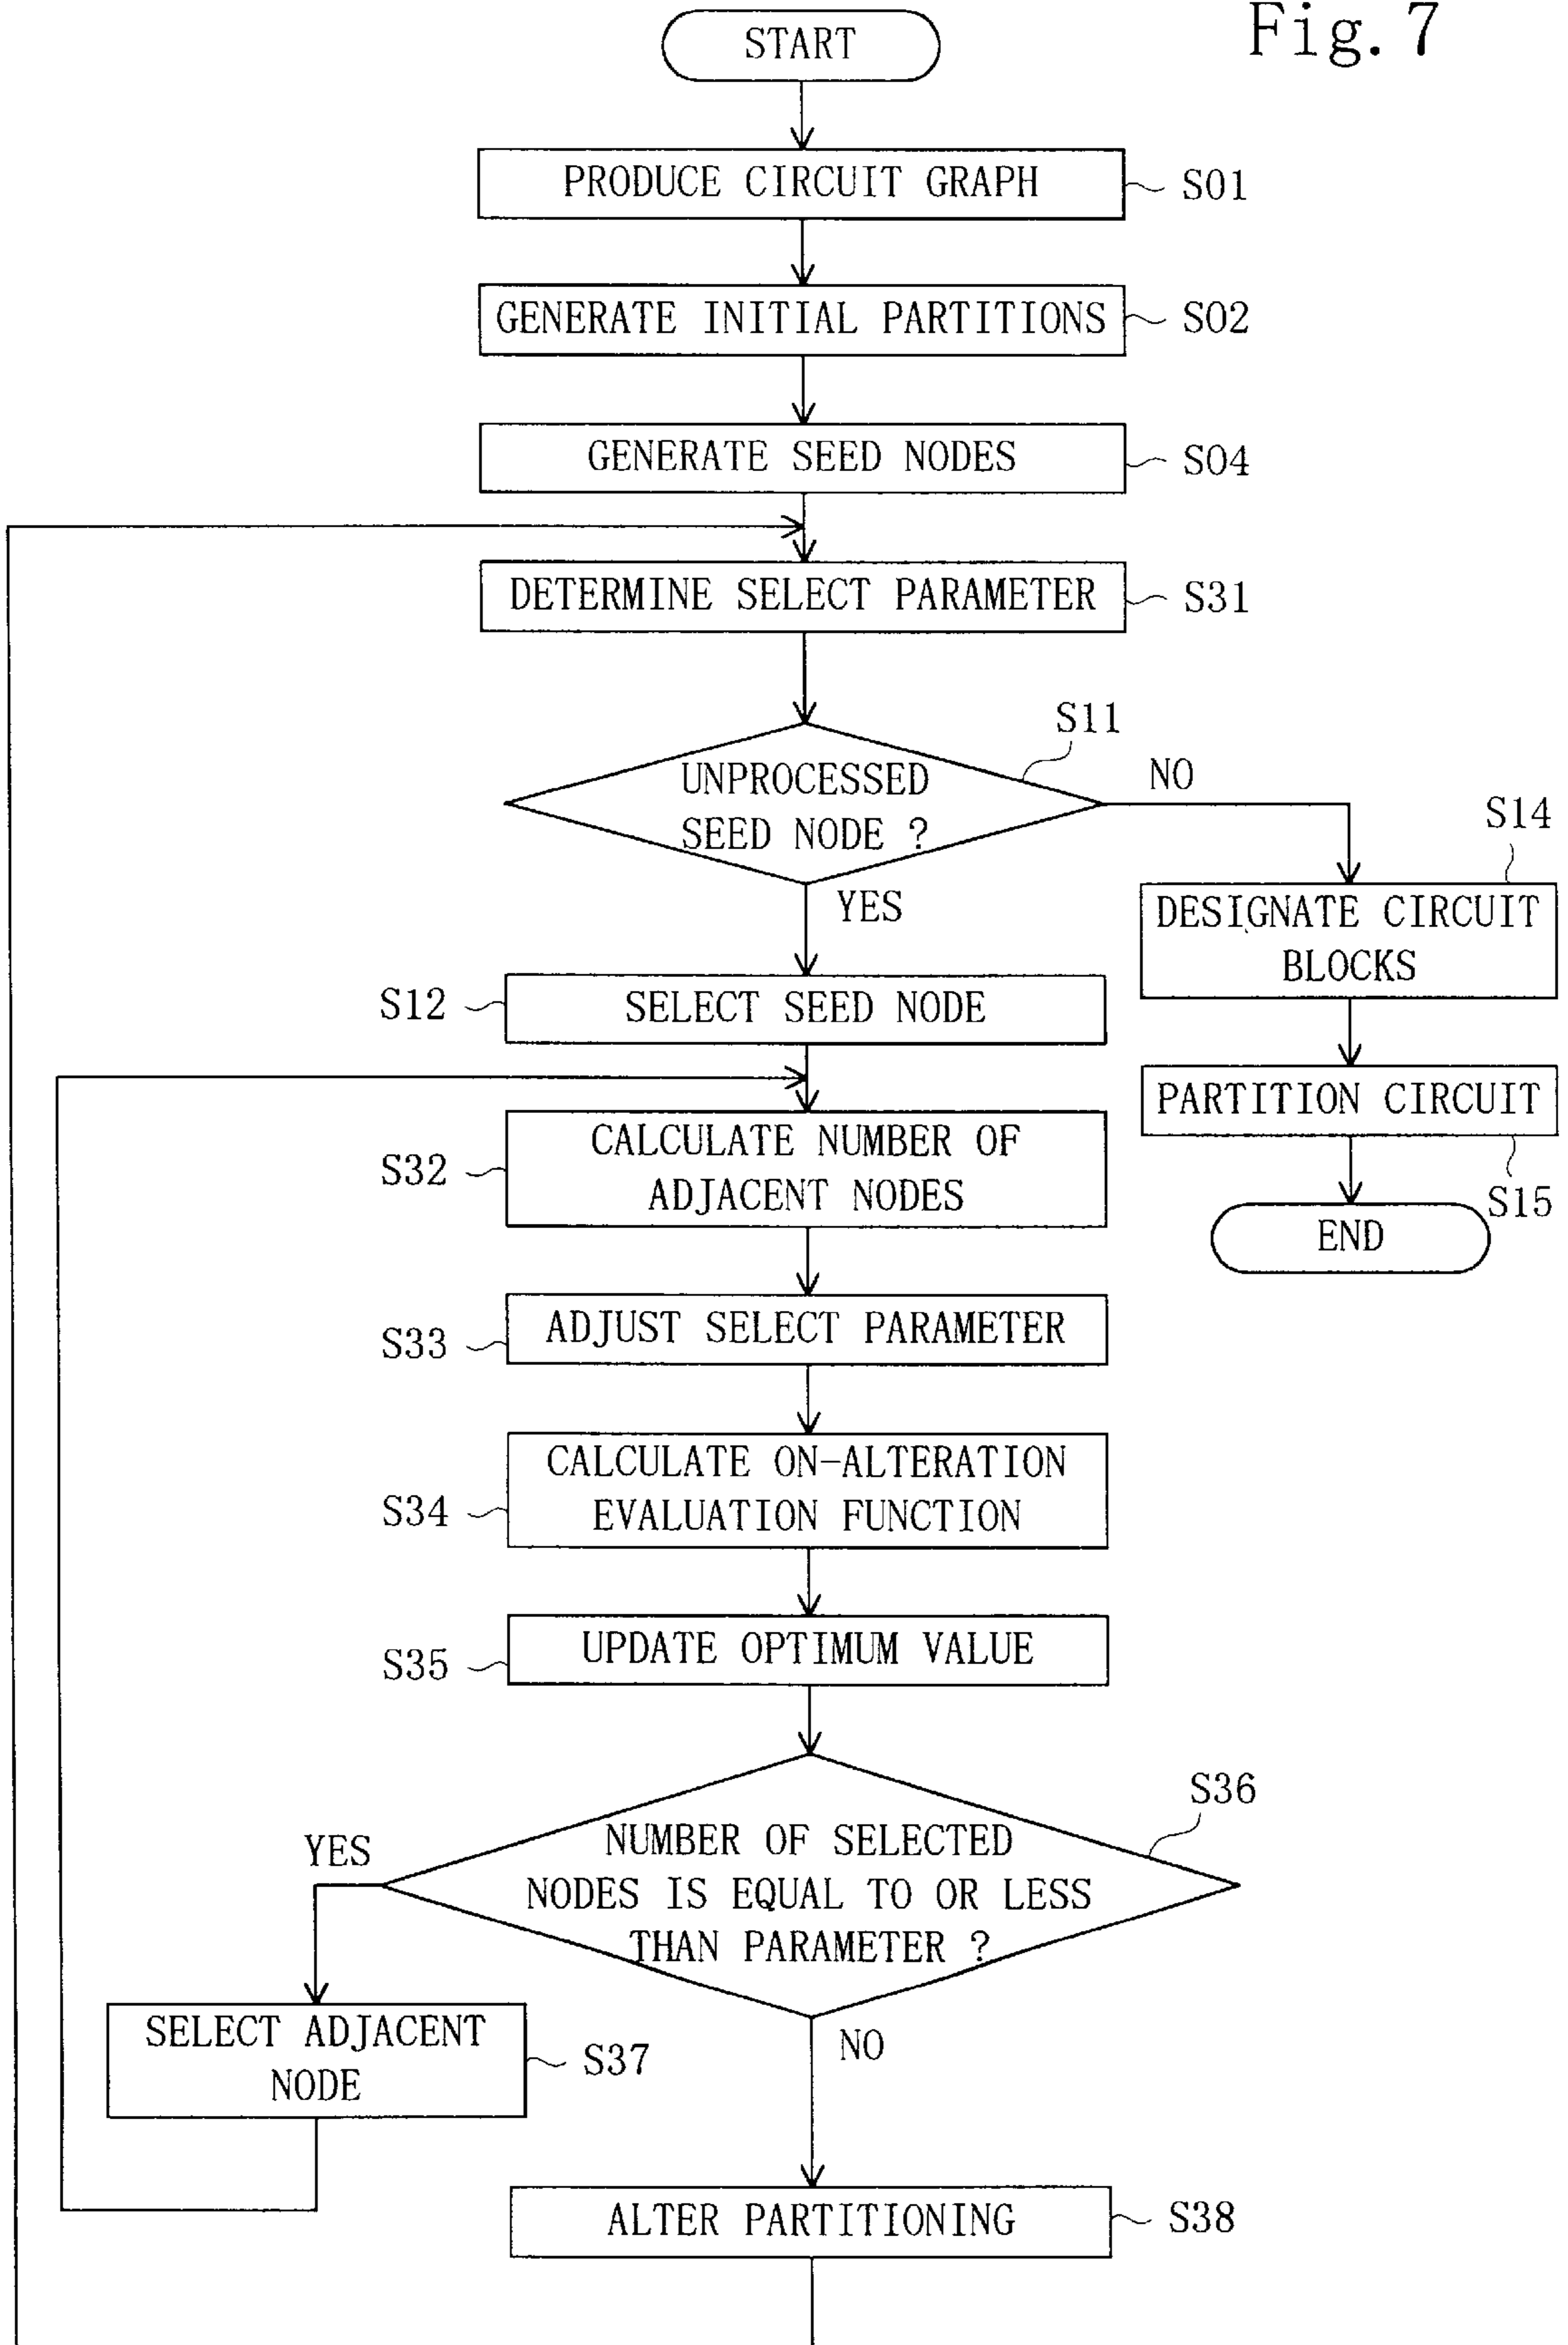 Fig. 7
START
PRODUCE CIRCUIT GRAPH
S01
GENERATE INITIAL PARTITIONS
S02
GENERATE SEED NODES
S04
DETERMINE SELECT PARAMETER
S31
S11
UNPROCESSED
SEED NODE ?
NO
YES
S14
DESIGNATE CIRCUIT
BLOCKS
S12
SELECT SEED NODE
PARTITION CIRCUIT
S15
END
S32
CALCULATE NUMBER OF
ADJACENT NODES
S33
ADJUST SELECT PARAMETER
S34
CALCULATE ON-ALTERATION
EVALUATION FUNCTION
S35
UPDATE OPTIMUM VALUE
S36
NUMBER OF SELECTED
NODES IS EQUAL TO OR LESS
THAN PARAMETER ?
YES
NO
SELECT ADJACENT
NODE
S37
ALTER PARTITIONING
S38